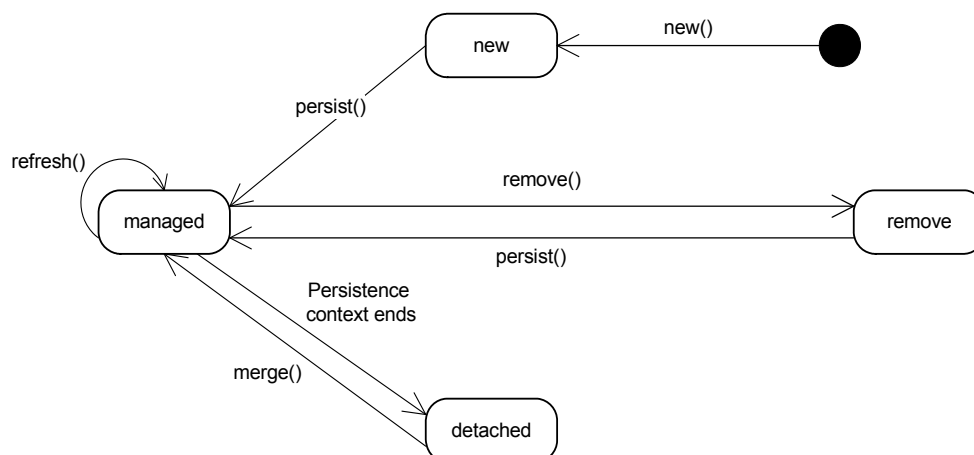 new()
new
persist()
refresh()
remove()
managed
remove
persist()
Persistence
context ends
merge()
detached